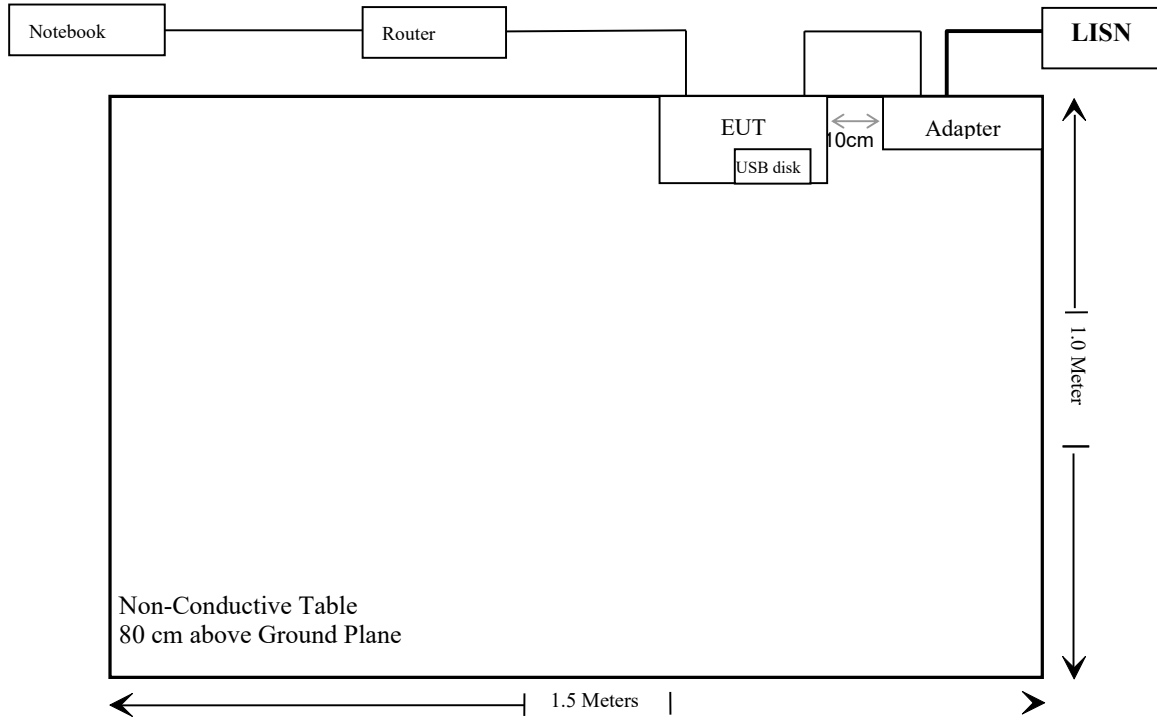 Notebook
Router
LISN
EUT
Adapter
10cm
USB disk
1.0 Meter
Non-Conductive Table
80 cm above Ground Plane
1.5 Meters